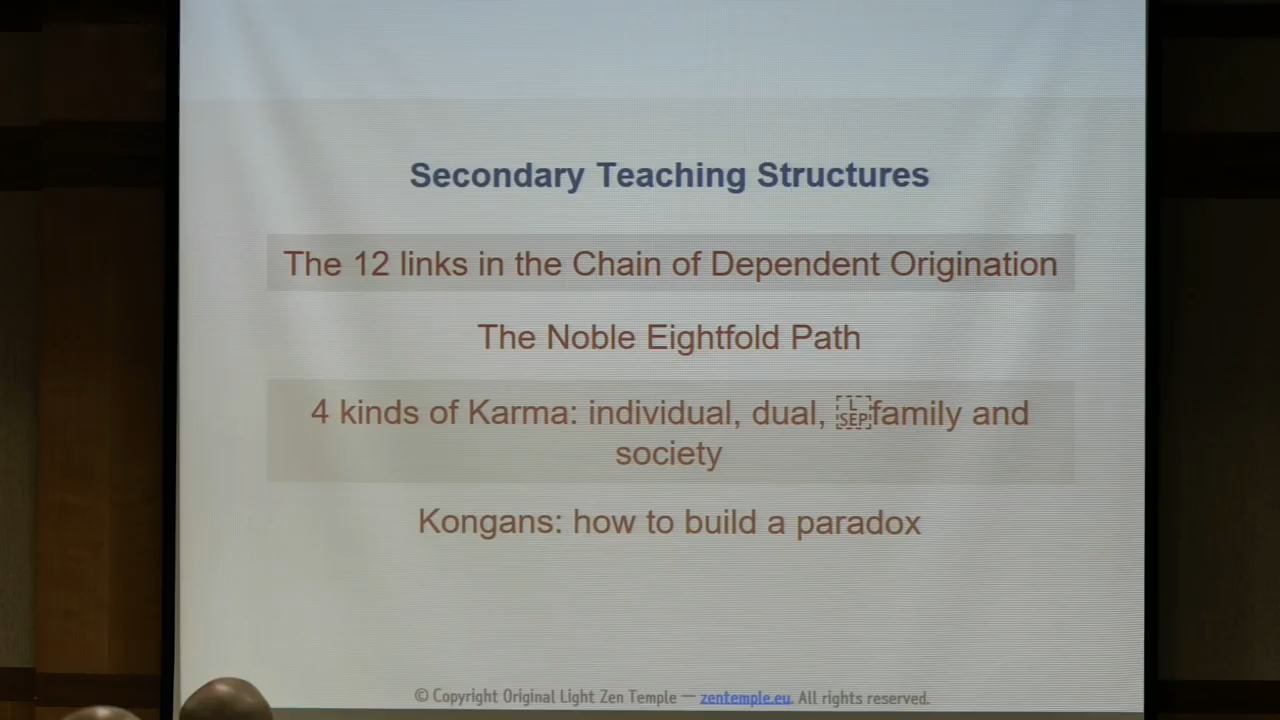 Secondary Teaching Structures
The 12 links in the Chain of Dependent Origination
The Noble Eightfold Path
4 kinds of Karma: individual, dual, L SEP family and
society
Kongans: how to build a paradox
© Copyright Original Light Zen Temple — zentemple.eu. All rights reserved.